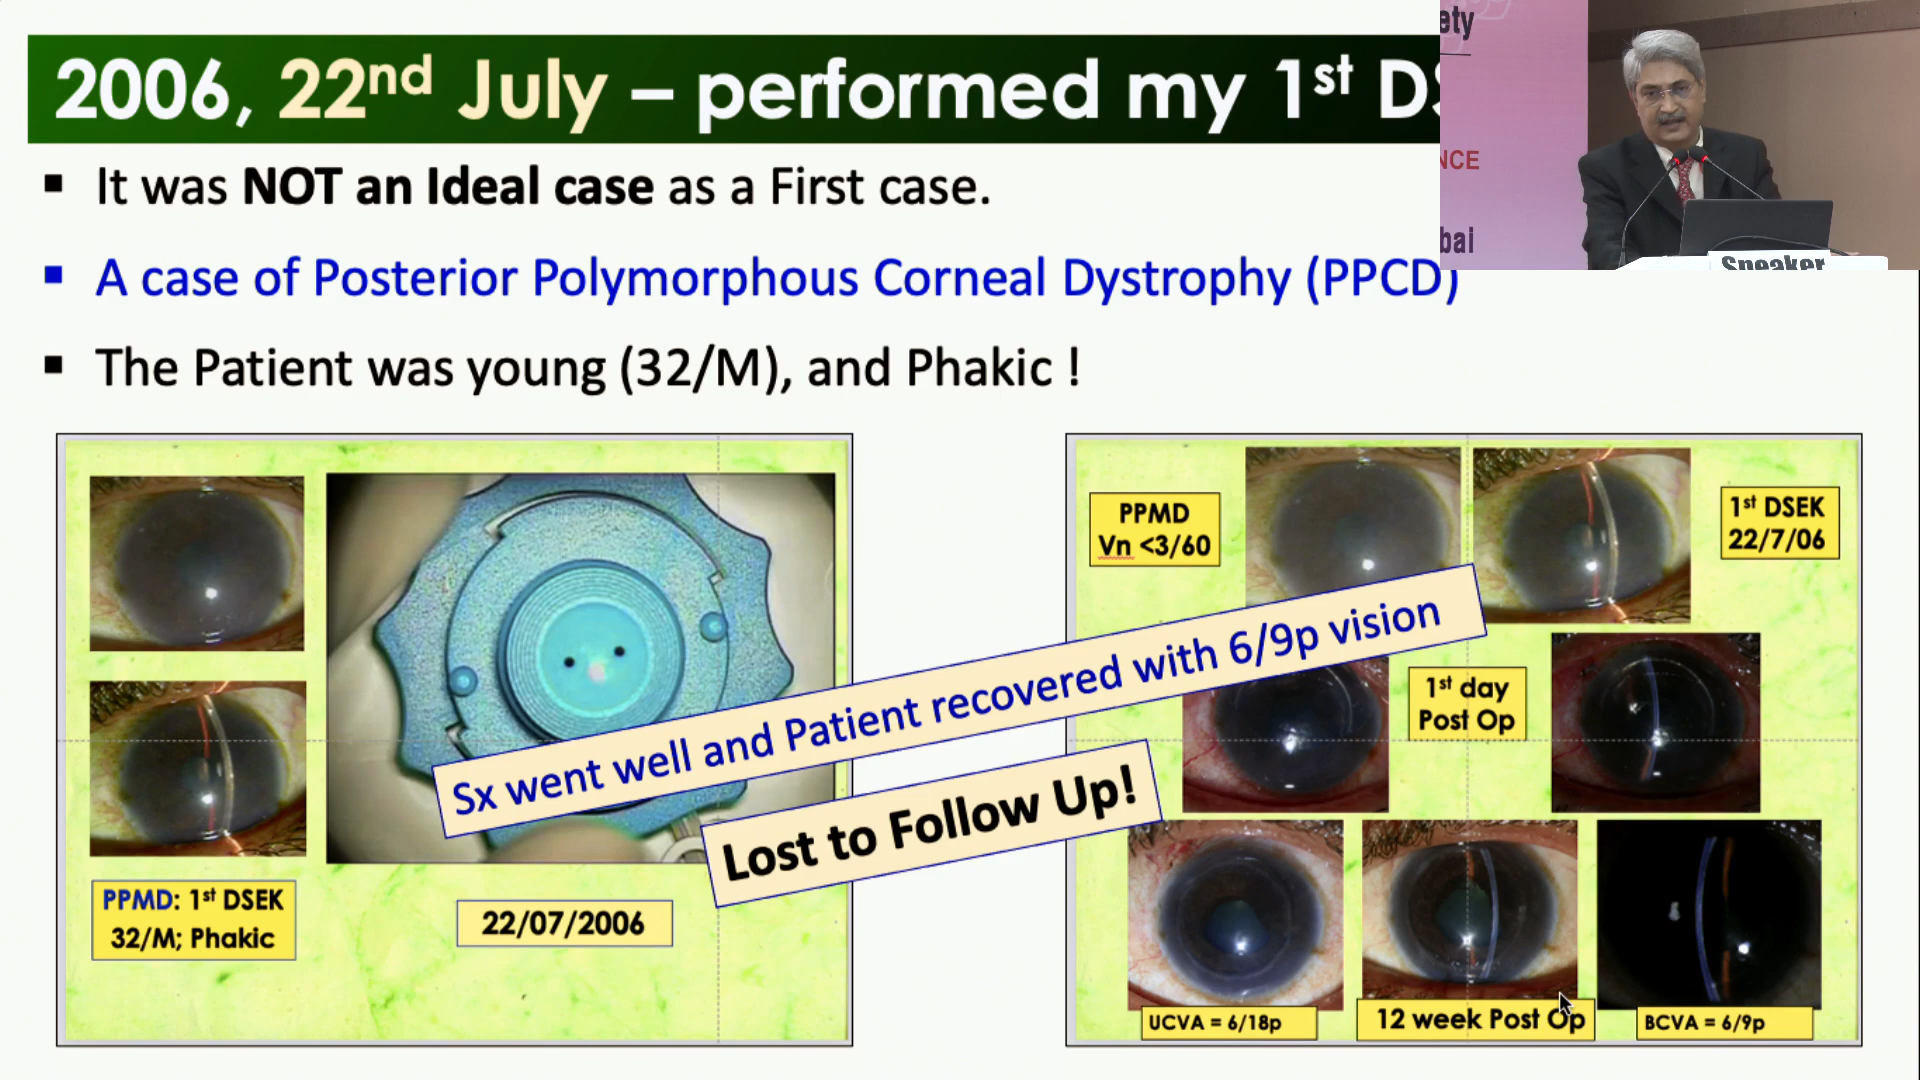 2006, 22nd July – performed my 1st
It was NOT an Ideal case as a First case.
A case of Posterior Polymorphous Corneal Dystrophy (PPCD)
The Patient was young (32/M), and Phakic !
Speaker
PPMD: 1st DSEK
32/M; Phakic
22/07/2006
Sx went well and Patient recovered with 6/9p vision
Lost to Follow Up!
PPMD
Vn <3/60
1st DSEK
22/7/06
1st day
Post Op
UCVA = 6/18p
12 week Post Op
BCVA = 6/9p